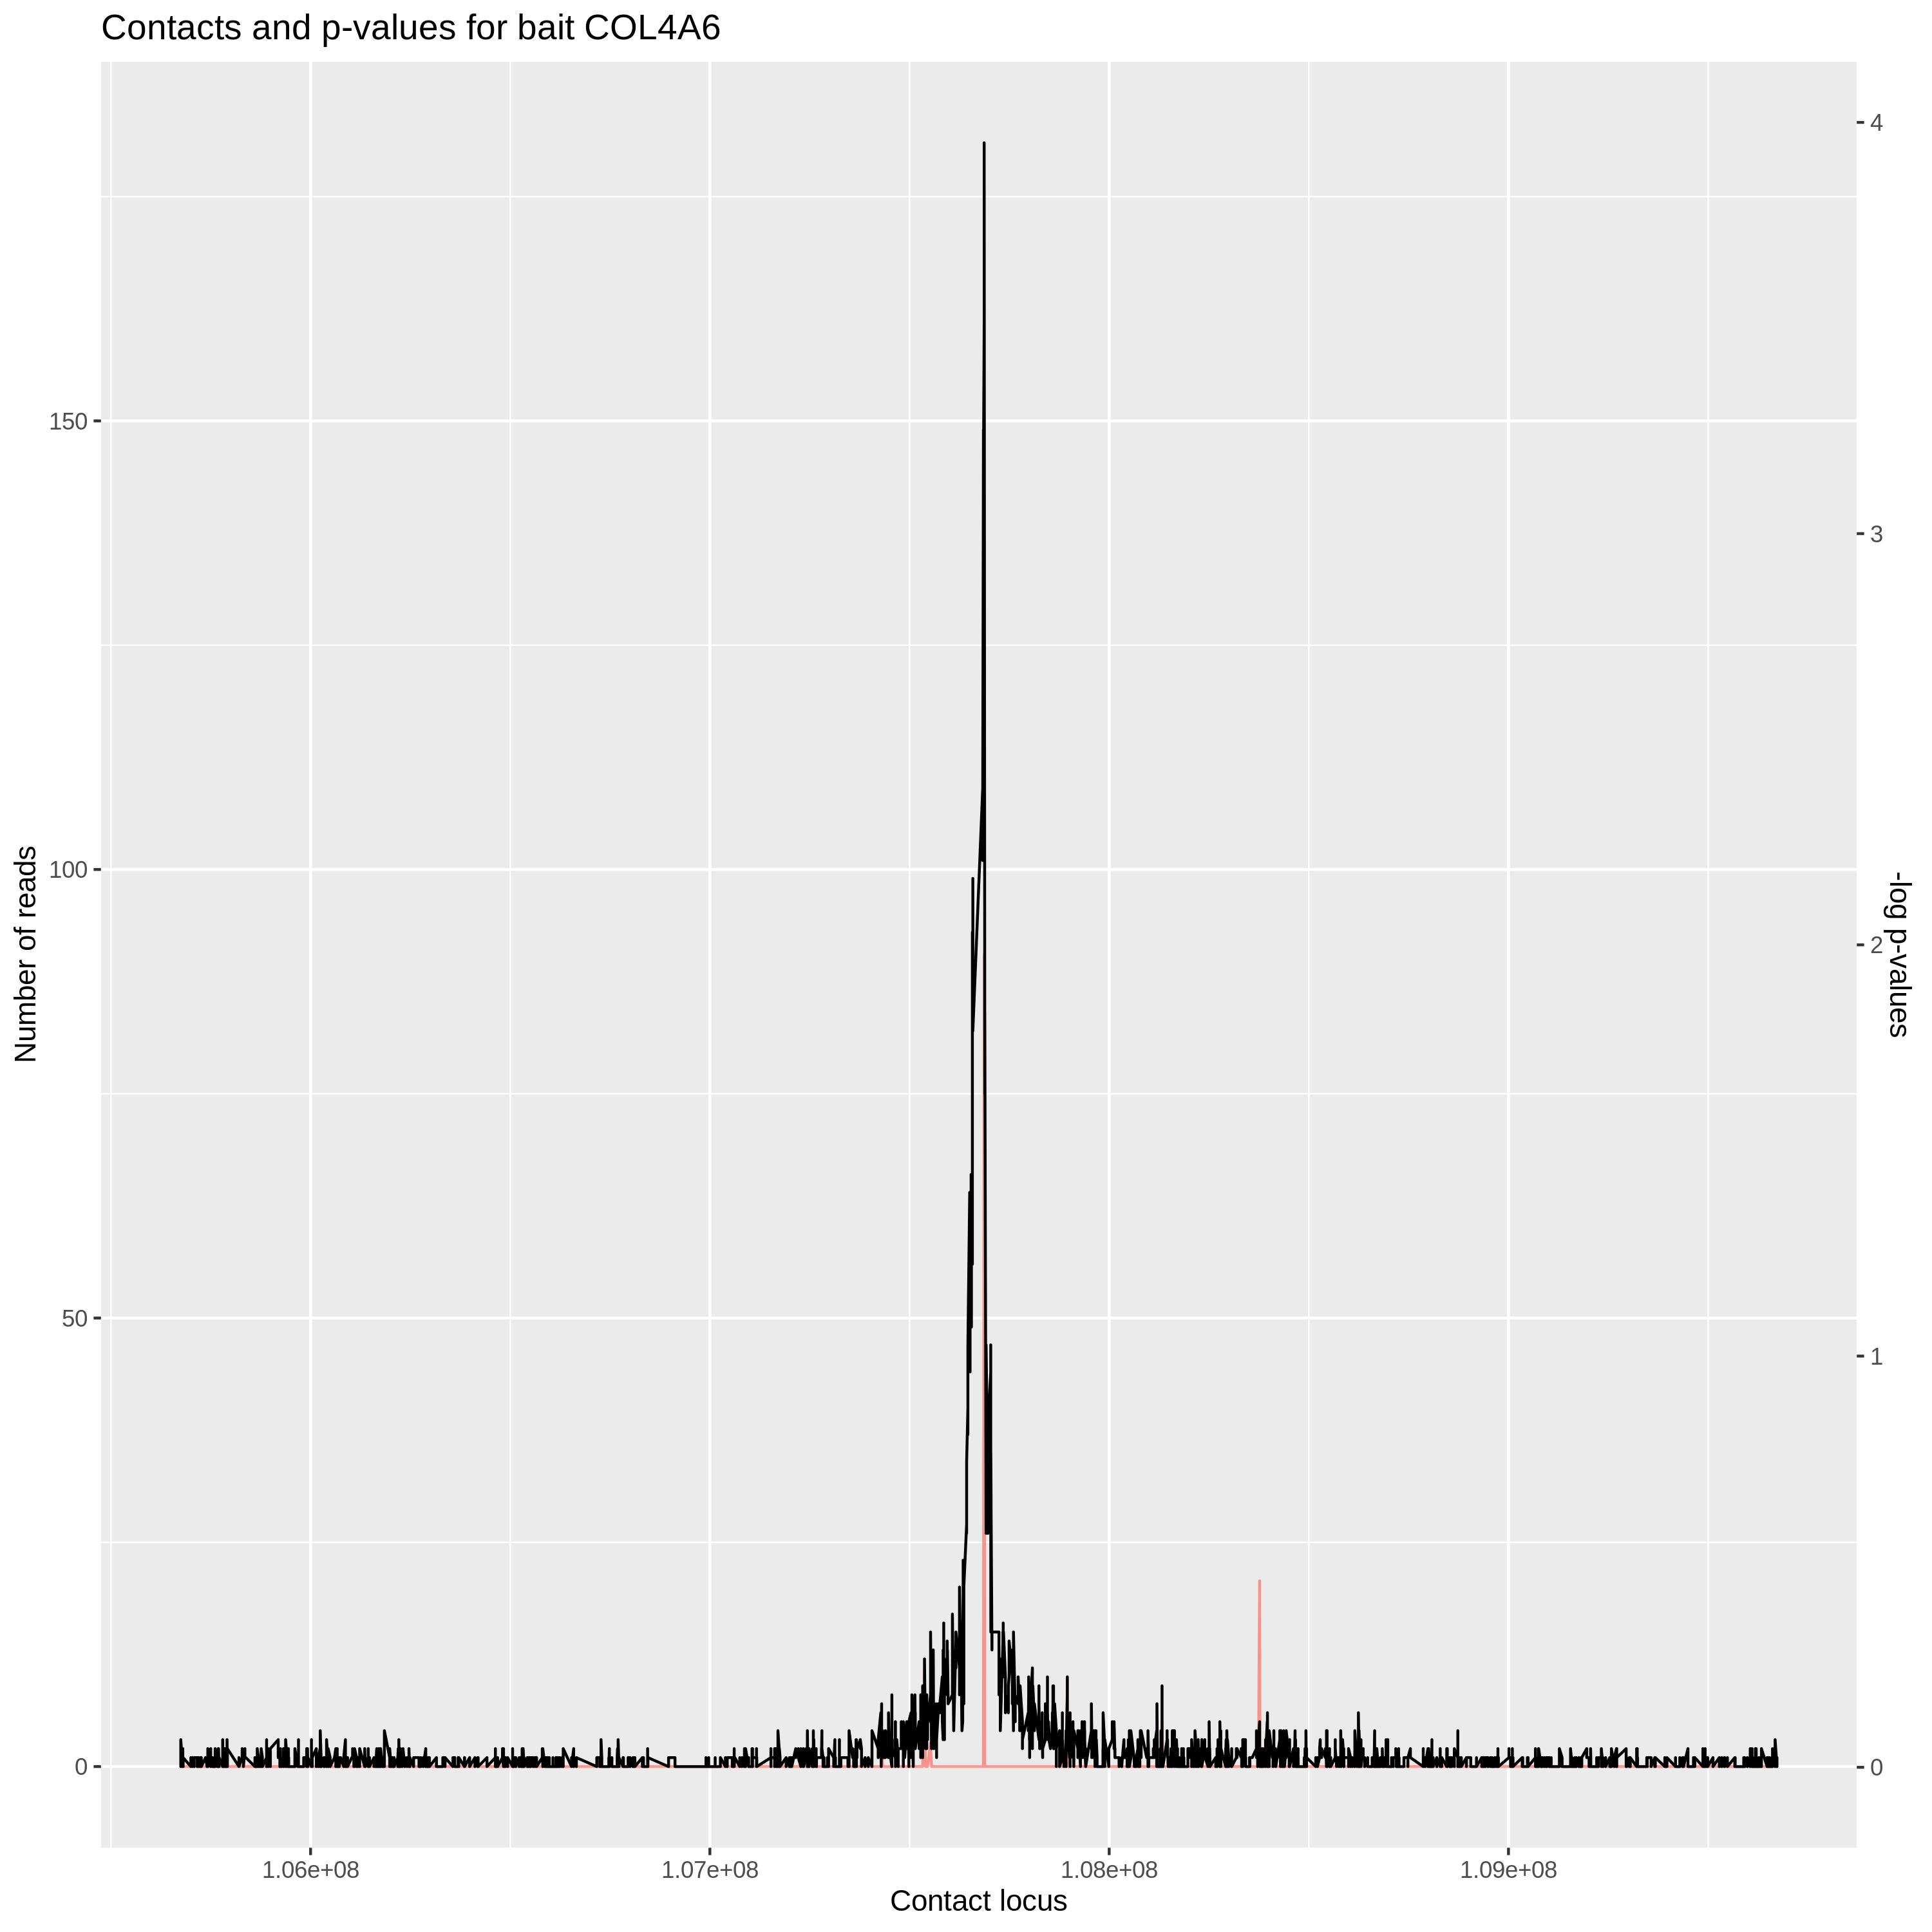 Contacts and p-values for bait COL4A6
Number of reads
150
100
50
0
4
3
2
1
0
-log p-values
1.06e+08
1.07e+08
1.08e+08
1.09e+08
Contact locus